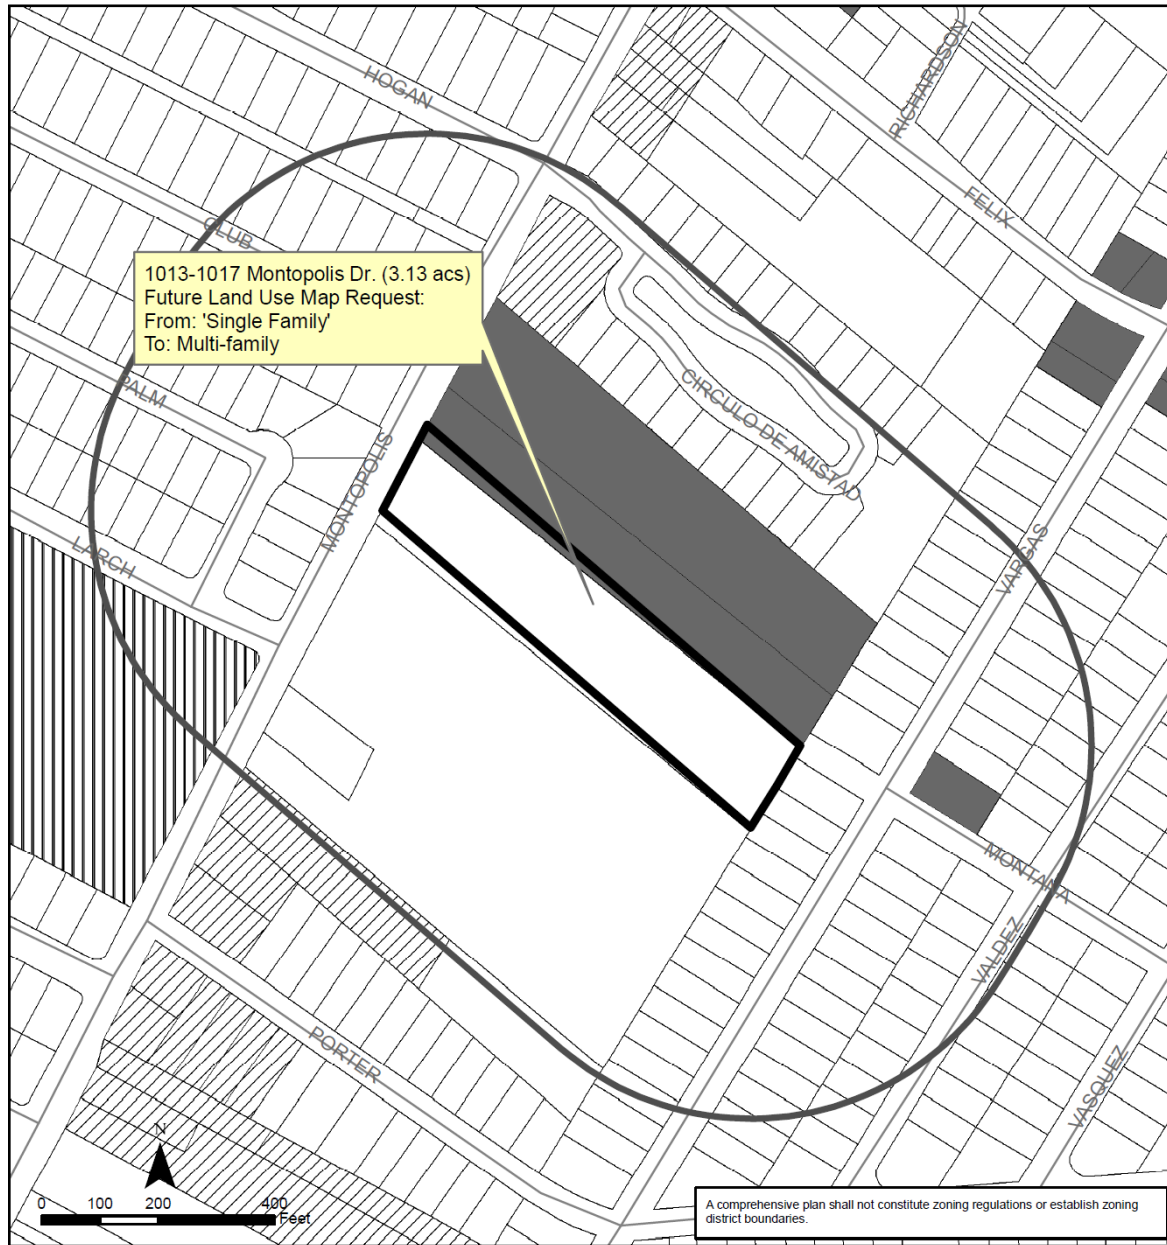 HOGAN
RICHARDSON
FELIX
CLUB
1013-1017 Montopolis Dr. (3.13 acs)
Future Land Use Map Request:
From: 'Single Family'
To: Multi-family
PALM
CIRCULO DE AMISTAD
MONTOPOLIS
LARCH
VARGAS
MONTANA
VALDEZ
PORTER
VASQUEZ
N
0 100 200 400
Feet
A comprehensive plan shall not constitute zoning regulations or establish zoning
district boundaries.